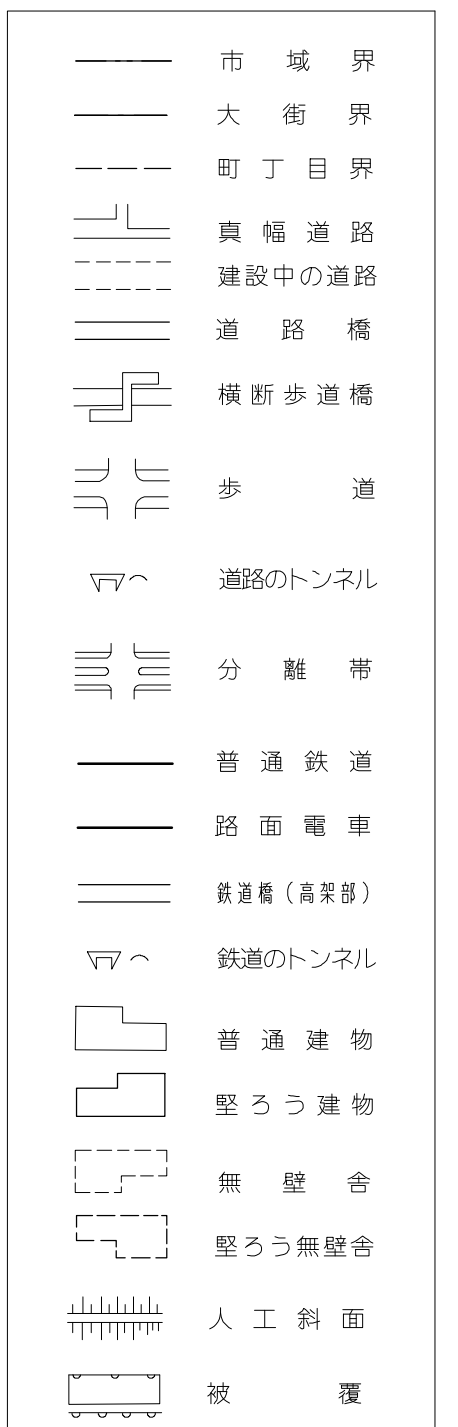 市域界
大街界
町丁目界
真幅道路
建設中の道路
道路橋
横断歩道橋
歩道
道路のトンネル
分離帯
普通鉄道
路面電車
鉄道橋（高架部）
鉄道のトンネル
普通建物
堅ろう建物
無壁舎
堅ろう無壁舎
人工斜面
被覆